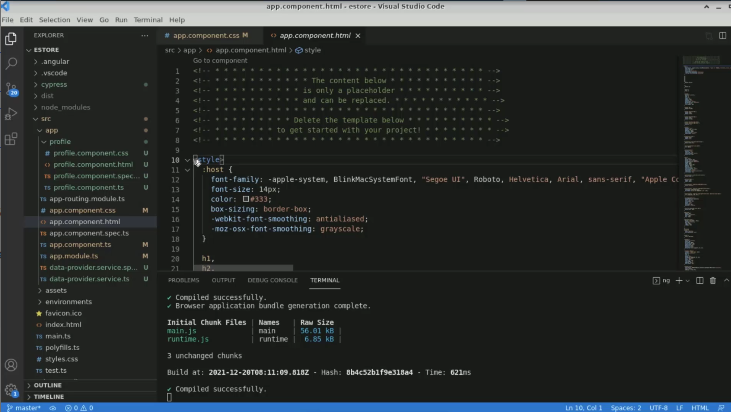 app.component.html - estore - Visual Studio Code
File Edit Selection View Go Run Terminal Help
EXPLORER
ESTORE
.angular
.vscode
cypress
dist
node_modules
src
app
profile
profile.component.css U
profile.component.html U
profile.component.spec... U
profile.component.ts U
app-routing.module.ts
app.component.css M
app.component.html
app.component.spec.ts
app.component.ts M
app.module.ts M
data-provider.service.sp... U
data-provider.service.ts U
assets
environments
favicon.ico
index.html
main.ts
polyfills.ts
styles.css
test.ts
OUTLINE
TIMELINE
app.component.css M app.component.html
src > app > app.component.html > style
Go to component
1 <!-- * * * * * * * * * * * * * * * * * * * * * * * * * * * * * * * -->
2 <!-- * * * * * * * * * * * The content below * * * * * * * * * * * -->
3 <!-- * * * * * * * * * * is only a placeholder * * * * * * * * * * -->
4 <!-- * * * * * * * * * * and can be replaced. * * * * * * * * * * * -->
5 <!-- * * * * * * * * * * * * * * * * * * * * * * * * * * * * * * * -->
6 <!-- * * * * * * * * * Delete the template below * * * * * * * * * * -->
7 <!-- * * * * * * * to get started with your project! * * * * * * * * -->
8 <!-- * * * * * * * * * * * * * * * * * * * * * * * * * * * * * * * -->
9
10 <style>
11 :host {
12 font-family: -apple-system, BlinkMacSystemFont, "Segoe UI", Roboto, Helvetica, Arial, sans-serif, "Apple Co
13 font-size: 14px;
14 color: #333;
15 box-sizing: border-box;
16 -webkit-font-smoothing: antialiased;
17 -moz-osx-font-smoothing: grayscale;
18 }
19
20 h1,
21 h2,
PROBLEMS OUTPUT DEBUG CONSOLE TERMINAL ng
✔ Compiled successfully.
✔ Browser application bundle generation complete.
Initial Chunk Files | Names | Raw Size
main.js | main | 56.01 kB |
runtime.js | runtime | 6.85 kB |
3 unchanged chunks
Build at: 2021-12-20T08:11:09.818Z - Hash: 8b4c52b1f9e318a4 - Time: 621ms
✔ Compiled successfully.
20
1
master* 0 0 Ln 10, Col 1 Spaces: 2 UTF-8 LF HTML